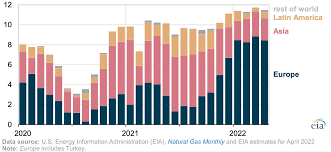 12
10
8
6
4
2
0
rest of world
Latin America
Asia
Europe
2020
2021
2022
Data source: U.S. Energy Information Administration (EIA), Natural Gas Monthly and EIA estimates for April 2022
Note: Europe includes Turkey.
eia